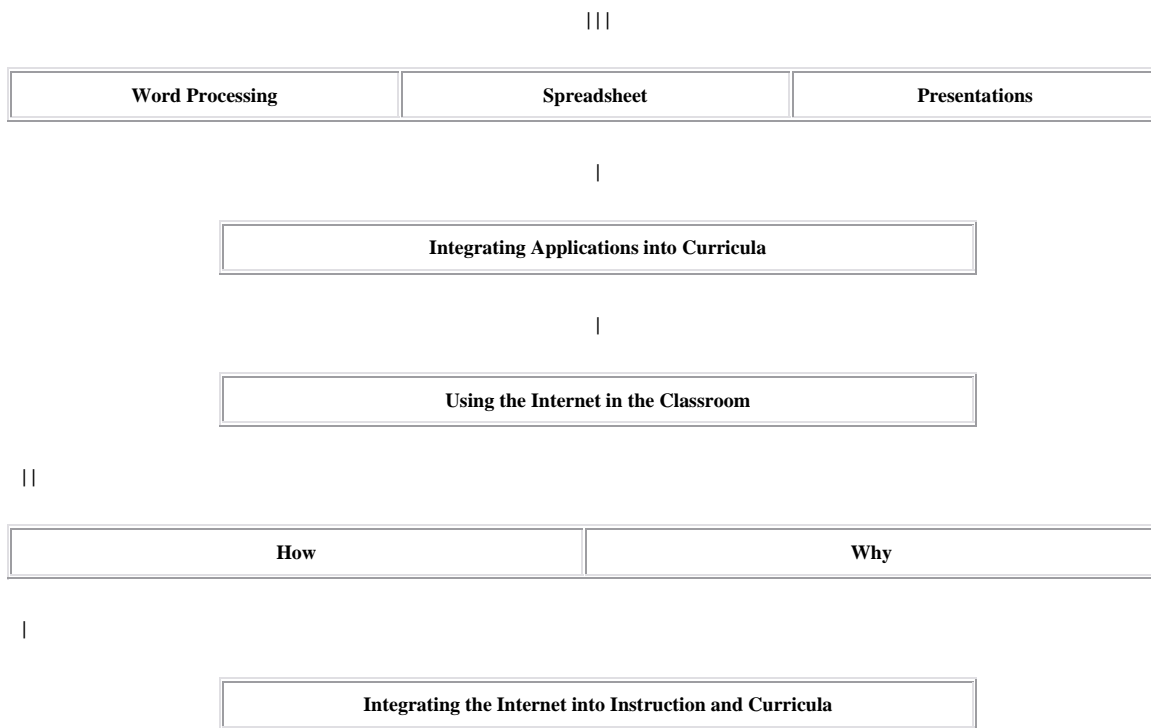 |||
Word Processing Spreadsheet Presentations
|
Integrating Applications into Curricula
|
Using the Internet in the Classroom
||
How Why
|
Integrating the Internet into Instruction and Curricula